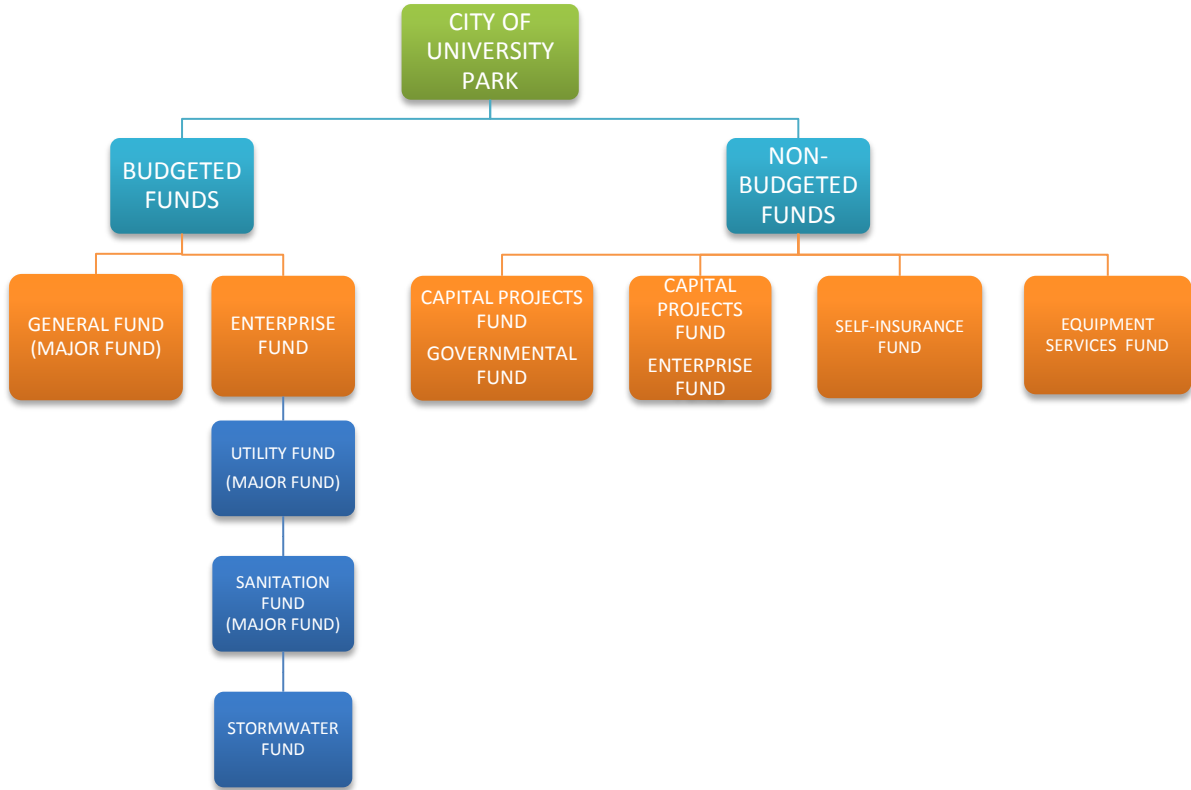 CITY OF
UNIVERSITY
PARK
BUDGETED
FUNDS
NON-
BUDGETED
FUNDS
GENERAL FUND
(MAJOR FUND)
ENTERPRISE
FUND
CAPITAL PROJECTS
FUND
GOVERNMENTAL
FUND
CAPITAL
PROJECTS
FUND
ENTERPRISE
FUND
SELF-INSURANCE
FUND
EQUIPMENT
SERVICES FUND
UTILITY FUND
(MAJOR FUND)
SANITATION
FUND
(MAJOR FUND)
STORMWATER
FUND